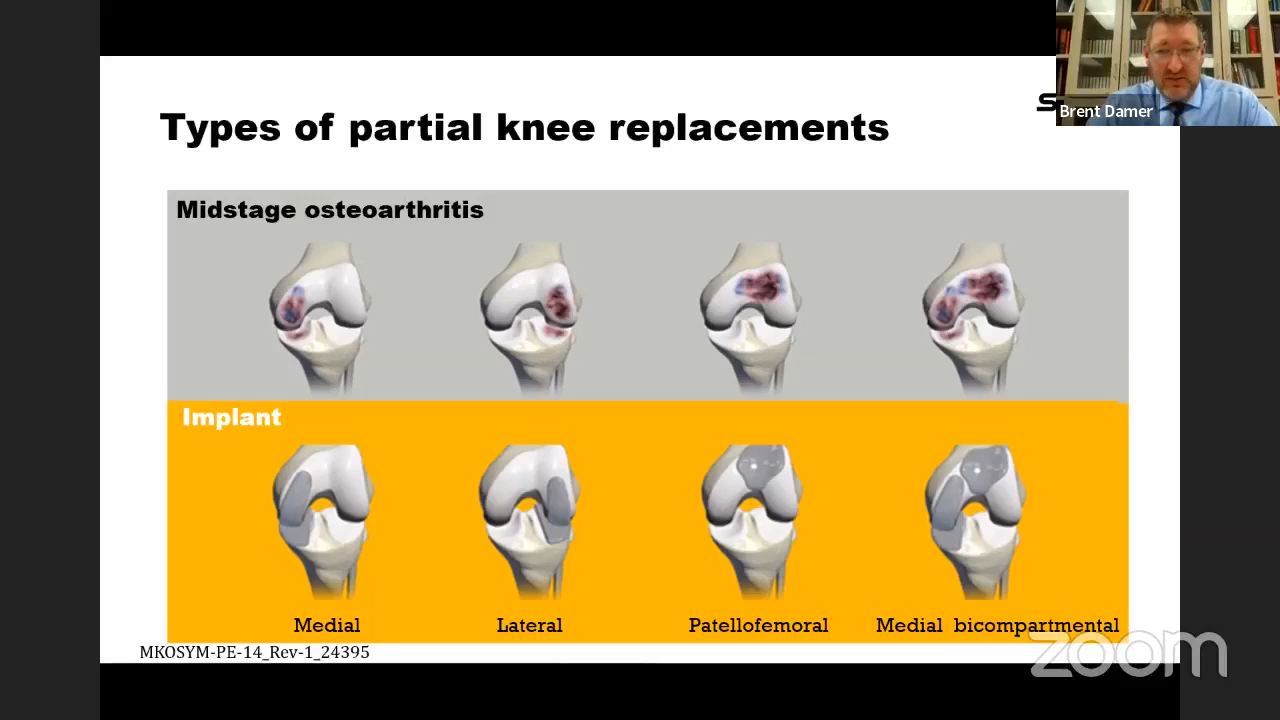 Brent Damer
Types of partial knee replacements
Midstage osteoarthritis
Implant
Medial
Lateral
Patellofemoral
Medial bicompartmental
MKOSYM-PE-14_Rev-1_24395
zoom